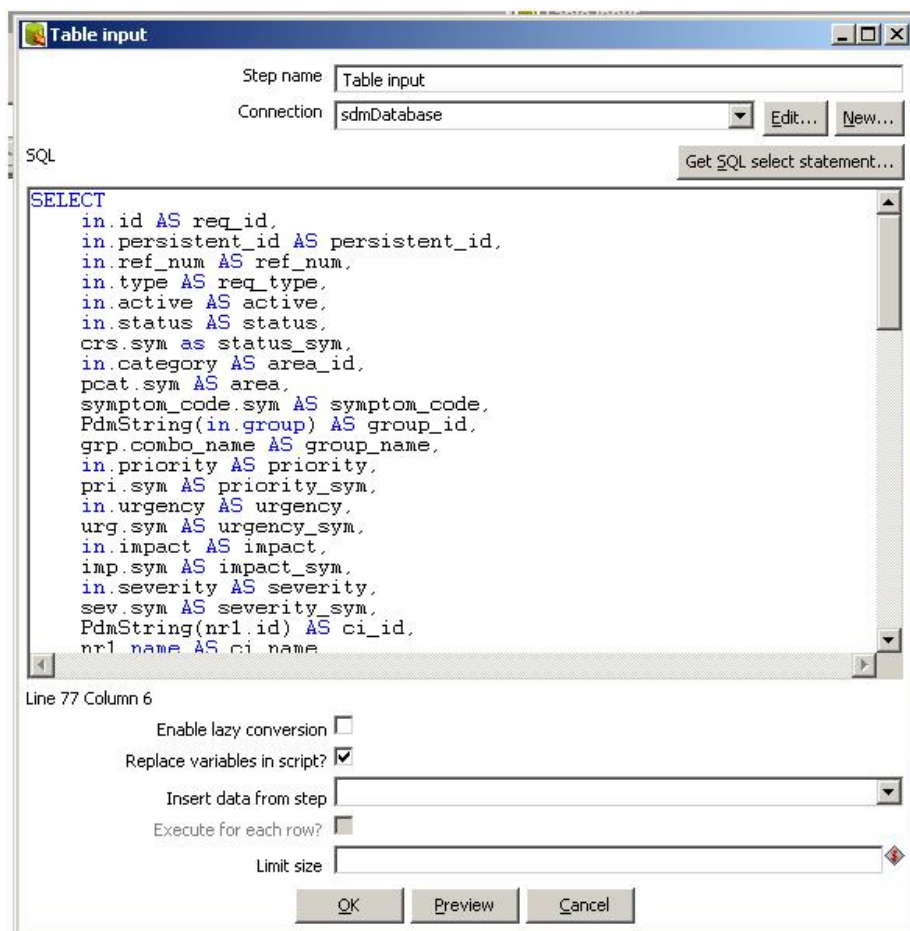 Table input
Step name Table input
Connection sdmDatabase Edit... New...
SQL Get SQL select statement...
SELECT
in.id AS req_id,
in.persistent_id AS persistent_id,
in.ref_num AS ref_num,
in.type AS req_type,
in.active AS active,
in.status AS status,
crs.sym as status_sym,
in.category AS area_id,
pcat.sym AS area,
symptom_code.sym AS symptom_code,
PdmString(in.group) AS group_id,
grp.combo_name AS group_name,
in.priority AS priority,
pri.sym AS priority_sym,
in.urgency AS urgency,
urg.sym AS urgency_sym,
in.impact AS impact,
imp.sym AS impact_sym,
in.severity AS severity,
sev.sym AS severity_sym,
PdmString(nr1.id) AS ci_id,
nr1.name AS ci_name
Line 77 Column 6
Enable lazy conversion
Replace variables in script?
Insert data from step
Execute for each row?
Limit size
OK Preview Cancel